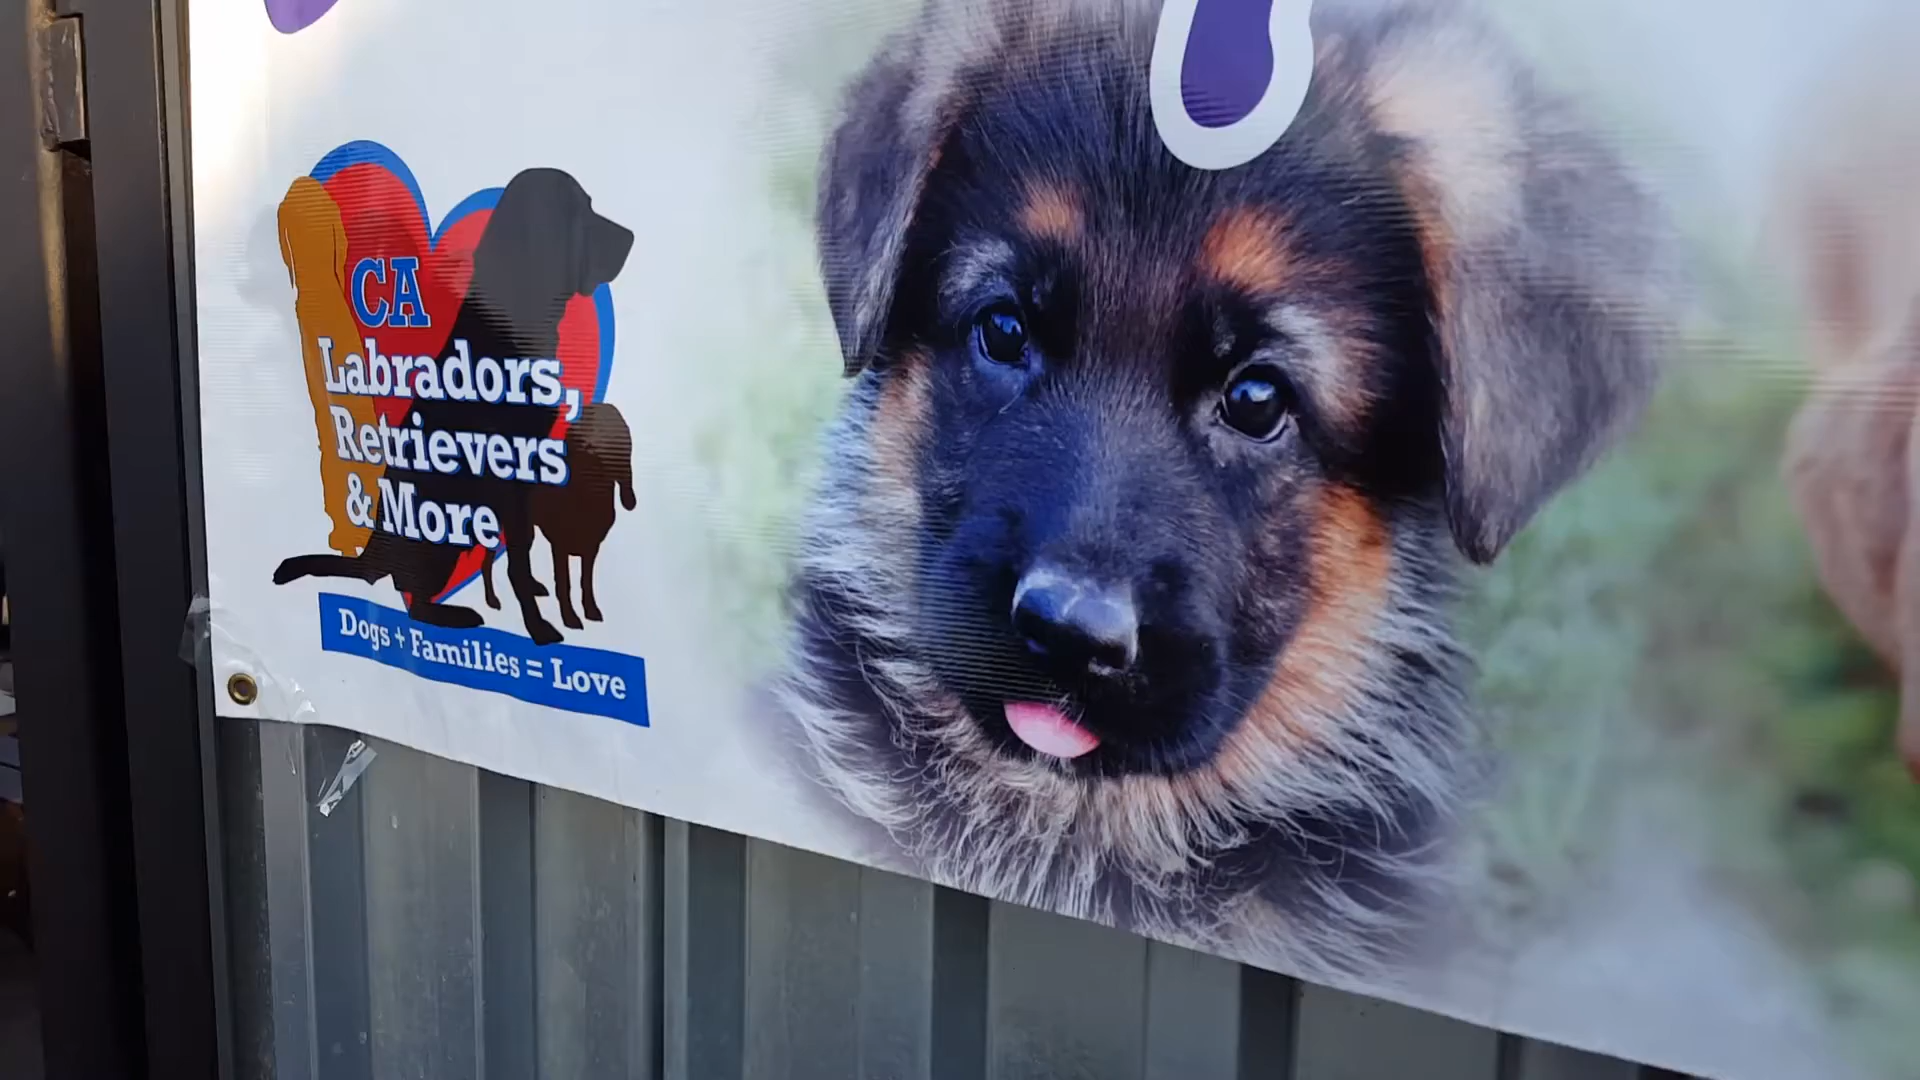 CA
Labradors,
Retrievers
& More
Dogs + Families = Love